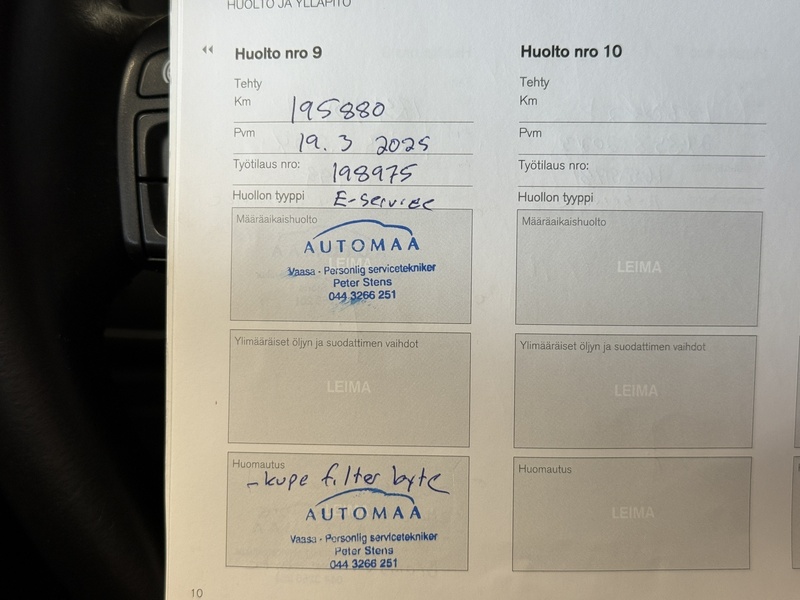 HUOLTO JA YLLÄPITO
Huolto nro 9
Tehty
Km 195880
Pvm 19. 3 2025
Työtilaus nro: 198975
Huollon tyyppi E-service
Määräaikaishuolto
AUTOMAA
LEIMA
Vaasa - Personlig servicetekniker
Peter Stens
044 3266 251
Ylimääräiset öljyn ja suodattimen vaihdot
LEIMA
Huomautus
-kupe filter byte
AUTOMAA
Vaasa - Personlig servicetekniker
Peter Stens
044 3266 251
10
Huolto nro 10
Tehty
Km
Pvm
Työtilaus nro:
Huollon tyyppi
Määräaikaishuolto
LEIMA
Ylimääräiset öljyn ja suodattimen vaihdot
LEIMA
Huomautus
LEIMA